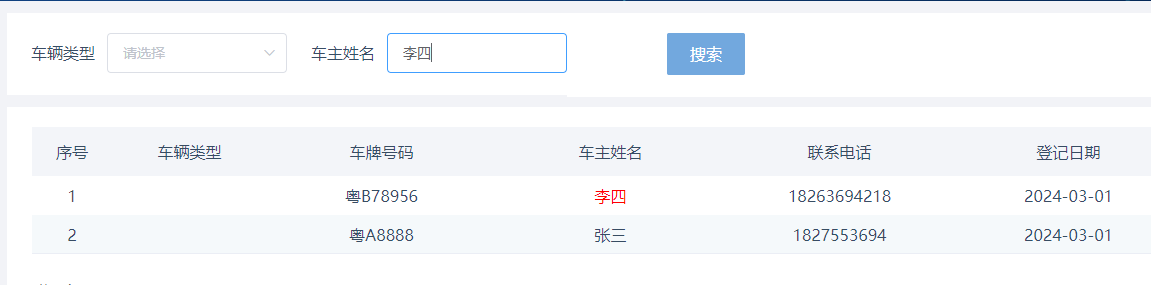 车辆类型 请选择 车主姓名 李四 搜索
序号 车辆类型 车牌号码 车主姓名 联系电话 登记日期
1 粤B78956 李四 18263694218 2024-03-01
2 粤A8888 张三 1827553694 2024-03-01